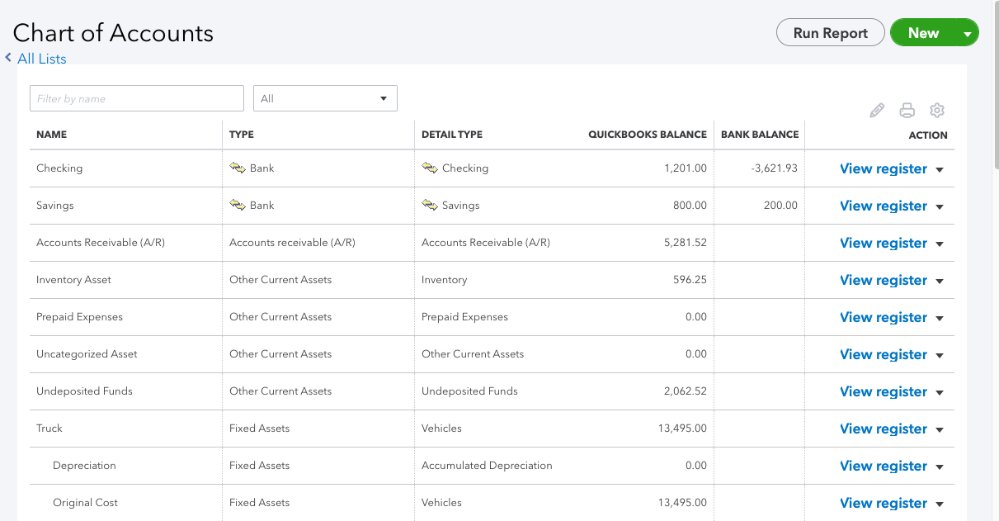 Chart of Accounts
Run Report
New
All Lists
Filter by name
All
NAME TYPE DETAIL TYPE QUICKBOOKS BALANCE BANK BALANCE ACTION
Checking Bank Checking 1,201.00 -3,621.93 View register
Savings Bank Savings 800.00 200.00 View register
Accounts Receivable (A/R) Accounts receivable (A/R) Accounts Receivable (A/R) 5,281.52 View register
Inventory Asset Other Current Assets Inventory 596.25 View register
Prepaid Expenses Other Current Assets Prepaid Expenses 0.00 View register
Uncategorized Asset Other Current Assets Other Current Assets 0.00 View register
Undeposited Funds Other Current Assets Undeposited Funds 2,062.52 View register
Truck Fixed Assets Vehicles 13,495.00 View register
Depreciation Fixed Assets Accumulated Depreciation 0.00 View register
Original Cost Fixed Assets Vehicles 13,495.00 View register